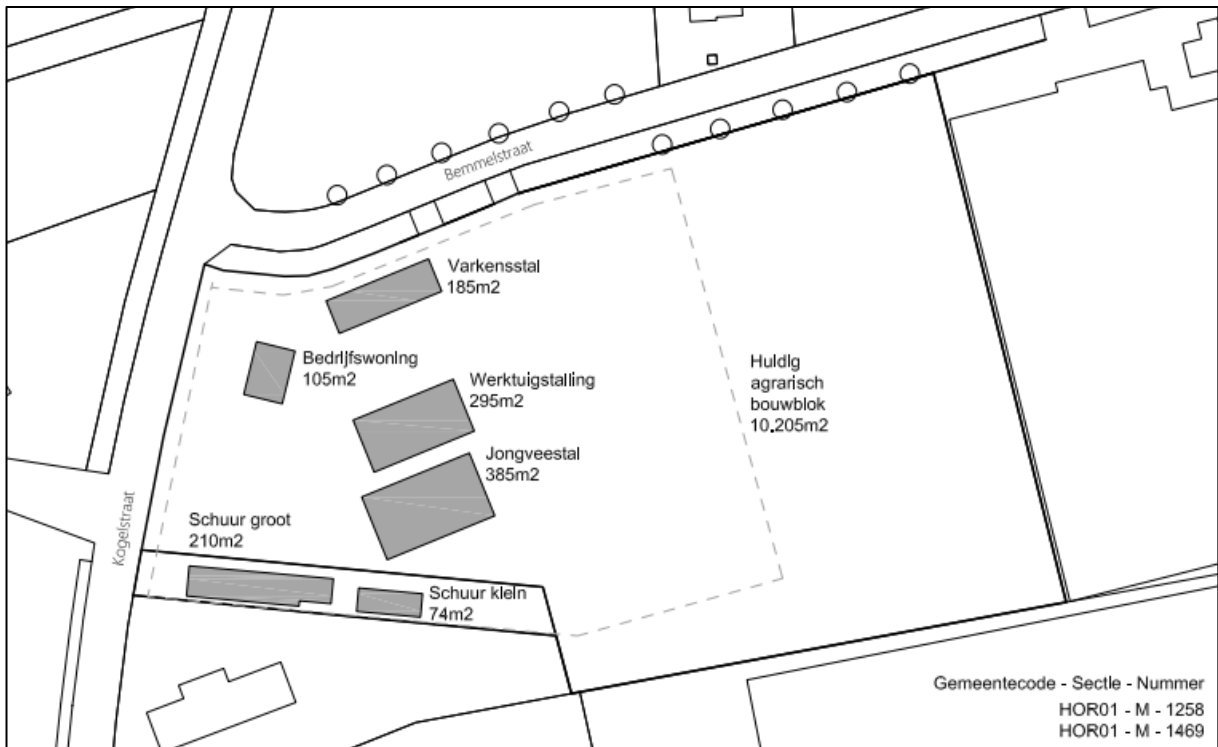 Bemmelstraat
Varkensstal
185m2
Bedrijfswoning
105m2
Werktuigstalling
295m2
Huidig
agrarisch
bouwblok
10.205m2
Jongveestal
385m2
Kogelstraat
Schuur groot
210m2
Schuur klein
74m2
Gemeentecode - Sectie - Nummer
HOR01 - M - 1258
HOR01 - M - 1469